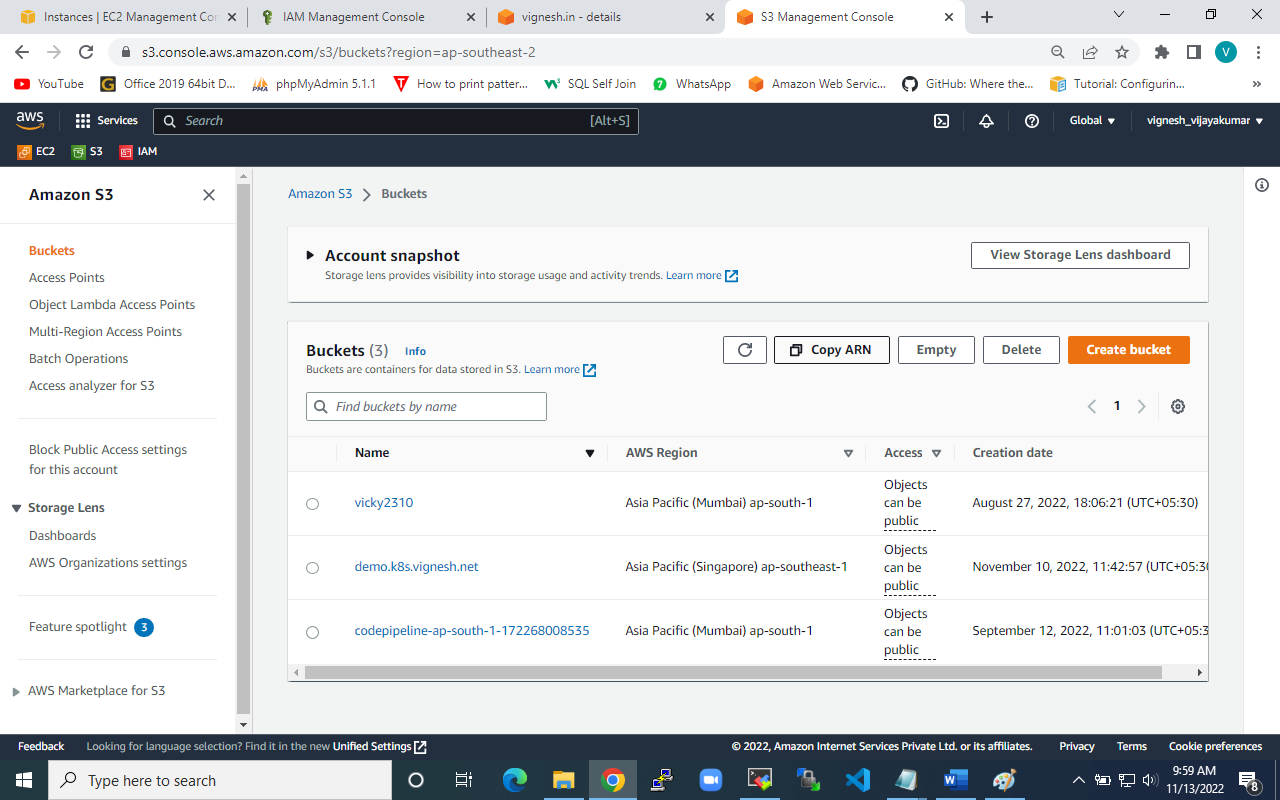 Instances | EC2 Management Con
IAM Management Console
vignesh.in - details
S3 Management Console
s3.console.aws.amazon.com/s3/buckets?region=ap-southeast-2
V
YouTube
Office 2019 64bit D...
phpMyAdmin 5.1.1
How to print patter...
SQL Self Join
7
WhatsApp
Amazon Web Servic...
GitHub: Where the...
Tutorial: Configurin...
»
aws
Services
Search
[Alt+S]
Global
vignesh_vijayakumar
EC2
S3
IAM
Amazon S3
Buckets
Access Points
Object Lambda Access Points
Multi-Region Access Points
Batch Operations
Access analyzer for S3
Block Public Access settings
for this account
Storage Lens
Dashboards
AWS Organizations settings
Feature spotlight 3
AWS Marketplace for S3
Amazon S3 > Buckets
Account snapshot
Storage lens provides visibility into storage usage and activity trends. Learn more
View Storage Lens dashboard
Buckets (3) Info
Buckets are containers for data stored in S3. Learn more
Copy ARN
Empty
Delete
Create bucket
Find buckets by name
1
Name AWS Region Access Creation date
vicky2310 Asia Pacific (Mumbai) ap-south-1 Objects can be public August 27, 2022, 18:06:21 (UTC+05:30)
demo.k8s.vignesh.net Asia Pacific (Singapore) ap-southeast-1 Objects can be public November 10, 2022, 11:42:57 (UTC+05:30
codepipeline-ap-south-1-172268008535 Asia Pacific (Mumbai) ap-south-1 Objects can be public September 12, 2022, 11:01:03 (UTC+05:3
Feedback
Looking for language selection? Find it in the new Unified Settings
© 2022, Amazon Internet Services Private Ltd. or its affiliates.
Privacy
Terms
Cookie preferences
Type here to search
9:59 AM
11/13/2022
8